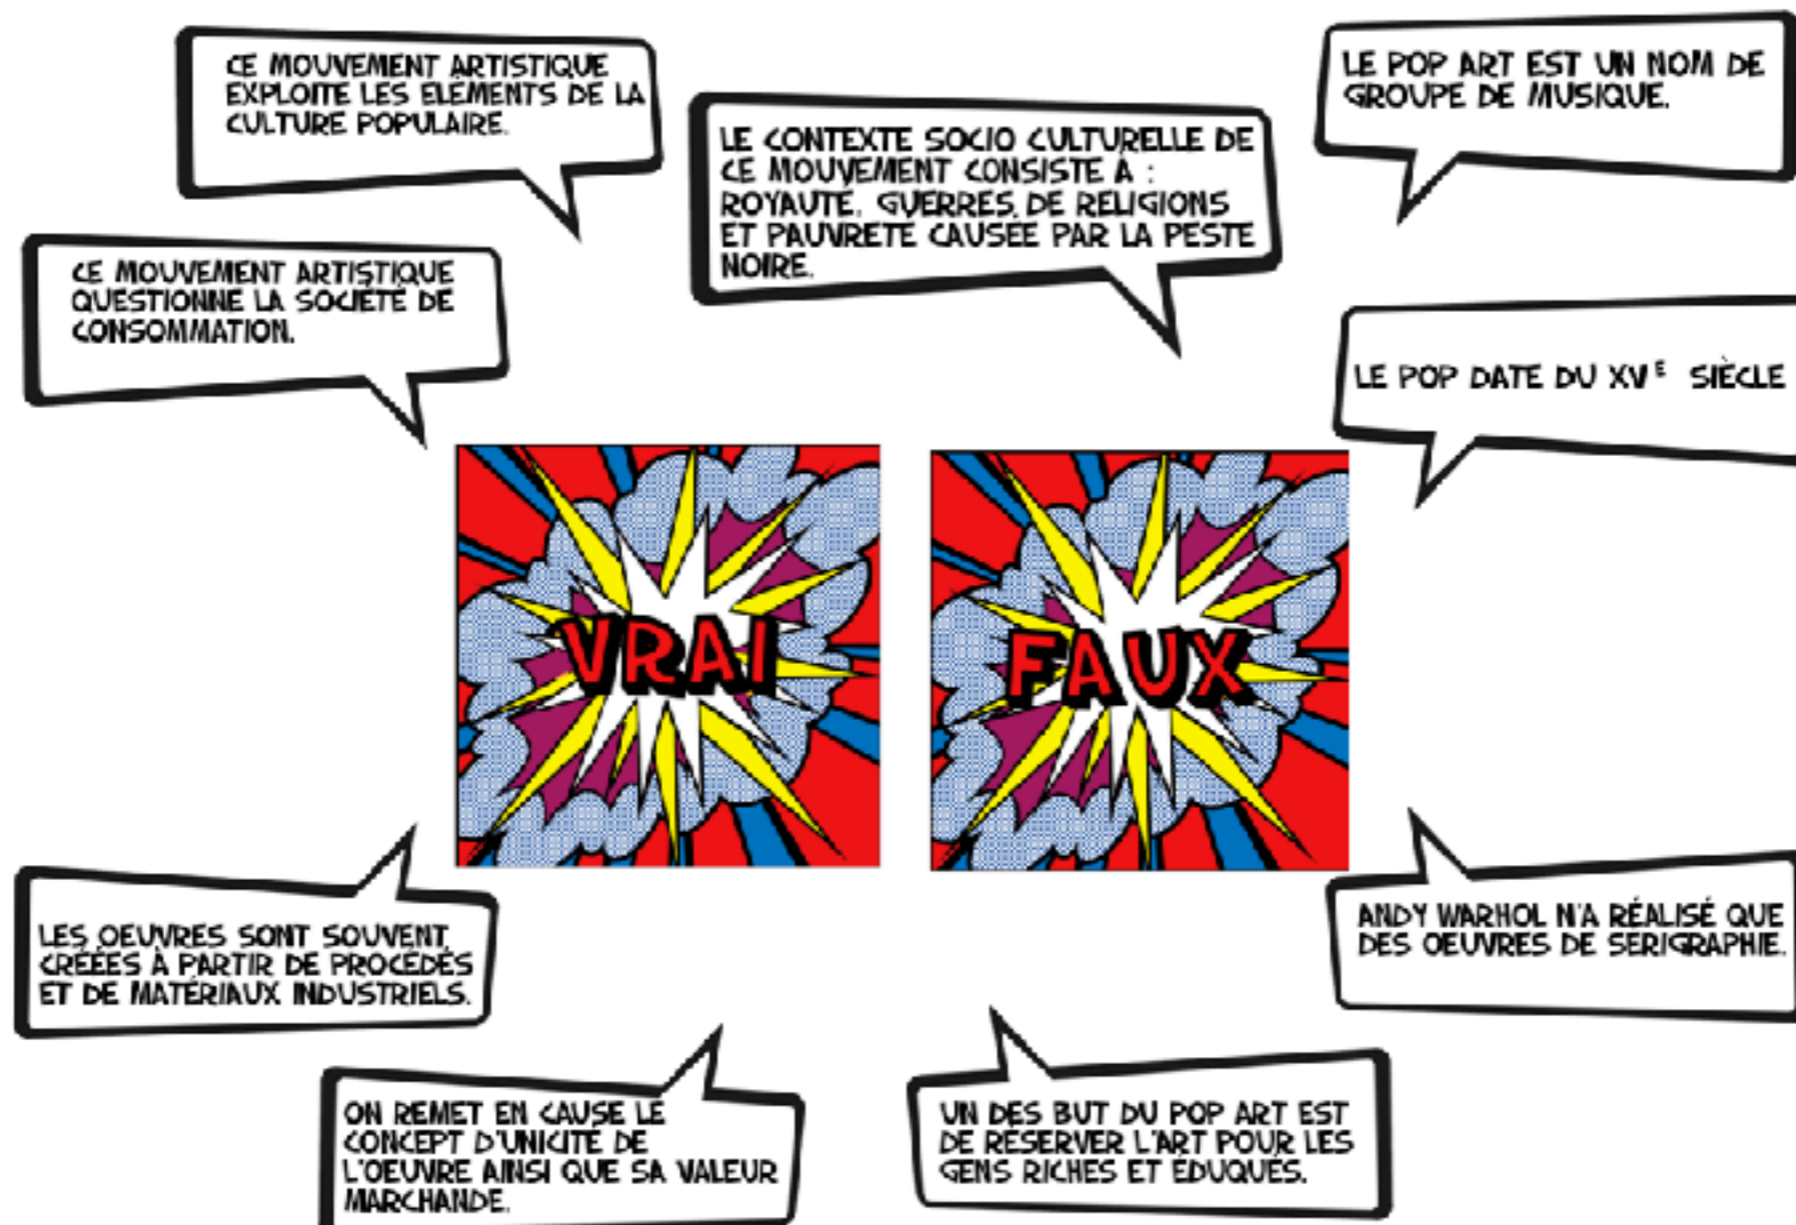 CE MOUVEMENT ARTISTIQUE
EXPLOITE LES ELÉMENTS DE LA
CULTURE POPULAIRE.
LE CONTEXTE SOCIO CULTURELLE DE
CE MOUVEMENT CONSISTE À :
ROYAUTÉ, GUERRES DE RELIGIONS
ET PAUVRETÉ CAUSÉE PAR LA PESTE
NOIRE.
LE POP ART EST UN NOM DE
GROUPE DE MUSIQUE.
CE MOUVEMENT ARTISTIQUE
QUESTIONNE LA SOCIÉTÉ DE
CONSOMMATION.
LE POP DATE DU XVE SIÈCLE
VRAI
FAUX
LES OEUVRES SONT SOUVENT
CRÉÉES À PARTIR DE PROCÉDÉS
ET DE MATÉRIAUX INDUSTRIELS.
ANDY WARHOL N'A RÉALISÉ QUE
DES OEUVRES DE SÉRIGRAPHIE.
ON REMET EN CAUSE LE
CONCEPT D'UNICITÉ DE
L'OEUVRE AINSI QUE SA VALEUR
MARCHANDE.
UN DES BUT DU POP ART EST
DE RÉSERVER L'ART POUR LES
GENS RICHES ET ÉDUQUÉS.